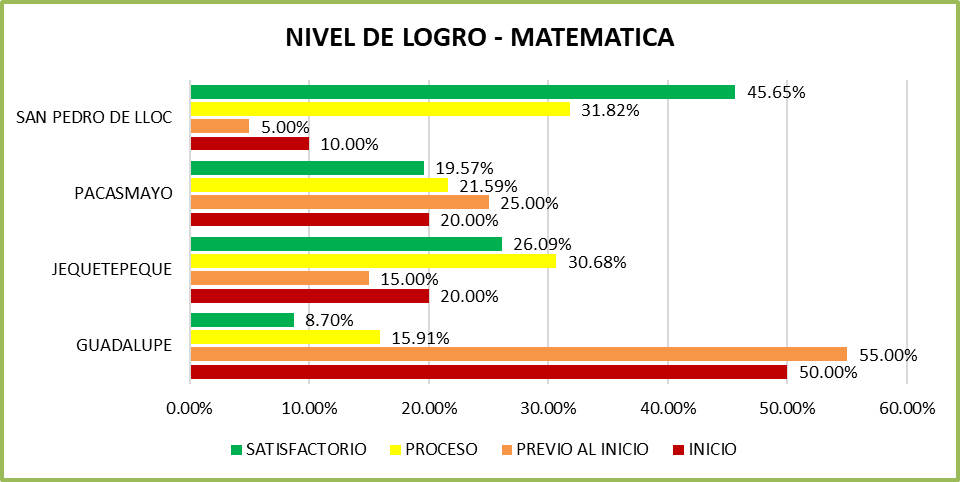 NIVEL DE LOGRO - MATEMATICA
SAN PEDRO DE LLOC
45.65%
31.82%
5.00%
10.00%
PACASMAYO
19.57%
21.59%
25.00%
20.00%
JEQUETEPEQUE
26.09%
30.68%
15.00%
20.00%
GUADALUPE
8.70%
15.91%
55.00%
50.00%
0.00% 10.00% 20.00% 30.00% 40.00% 50.00% 60.00%
SATISFACTORIO PROCESO PREVIO AL INICIO INICIO